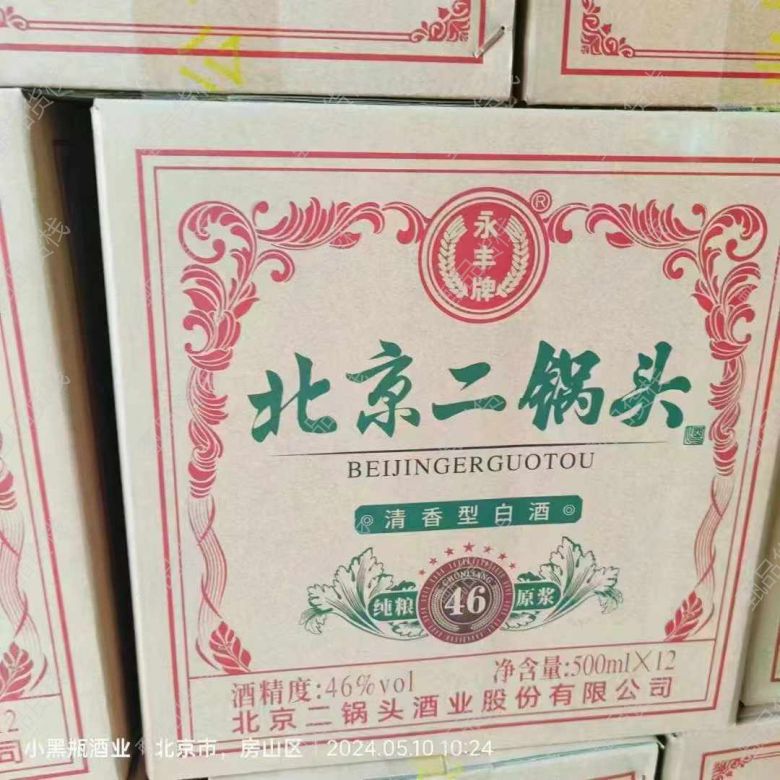 永丰牌
®
北京二锅头
BEIJINGERGUOTOU
清香型白酒
纯粮 46 原浆
酒精度:46%vol 净含量:500ml×12
北京二锅头酒业股份有限公司
小黑瓶酒业 北京市，房山区 2024.05.10 10:24